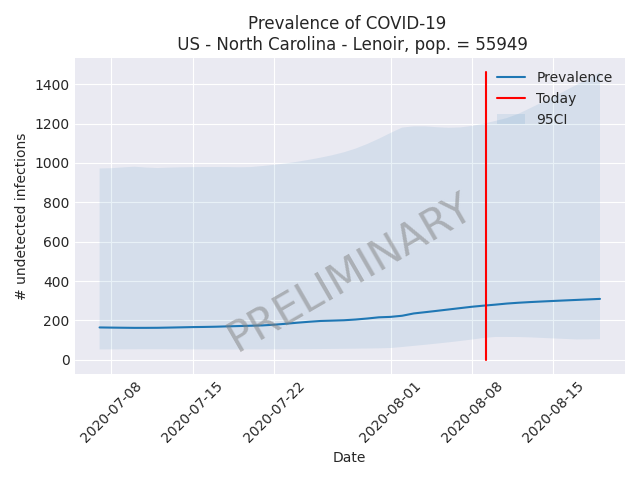 Prevalence of COVID-19
US - North Carolina - Lenoir, pop. = 55949
1400
1200
1000
800
600
400
200
0
# undetected infections
Prevalence
Today
95CI
PRELIMINARY
2020-07-08
2020-07-15
2020-07-22
2020-08-01
2020-08-08
2020-08-15
Date